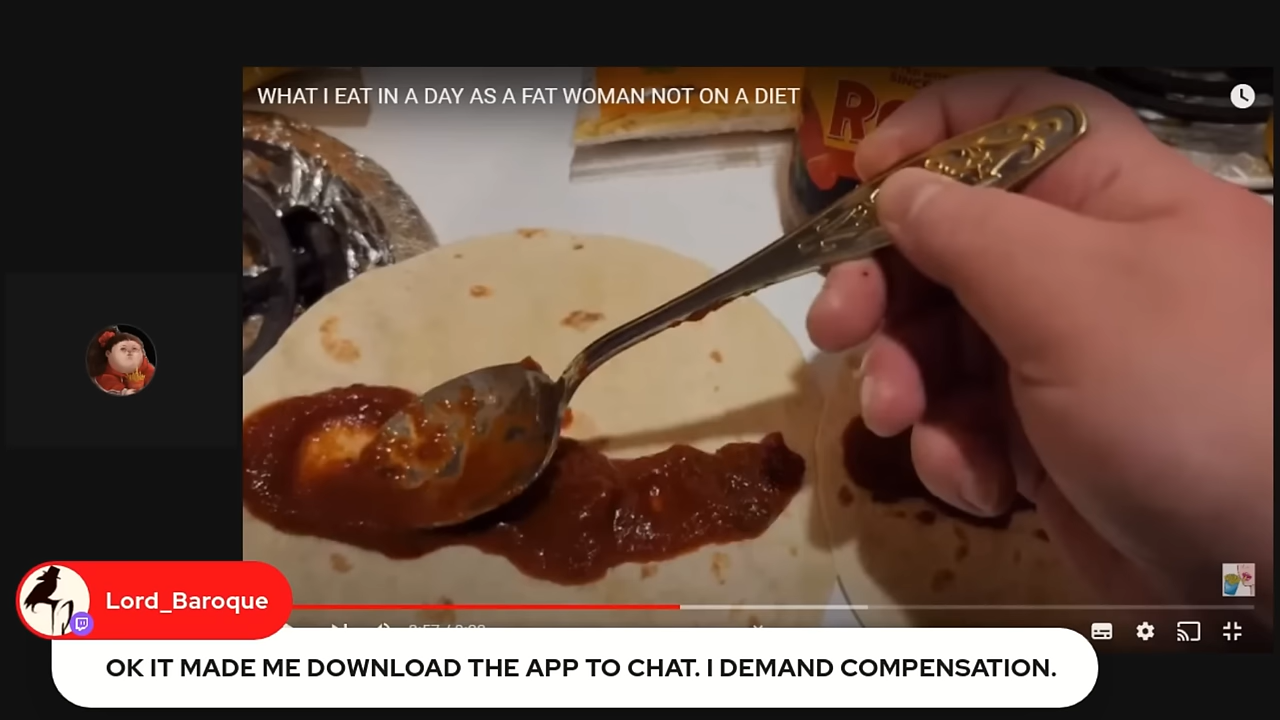 WHAT I EAT IN A DAY AS A FAT WOMAN NOT ON A DIET
Lord_Baroque
OK IT MADE ME DOWNLOAD THE APP TO CHAT. I DEMAND COMPENSATION.